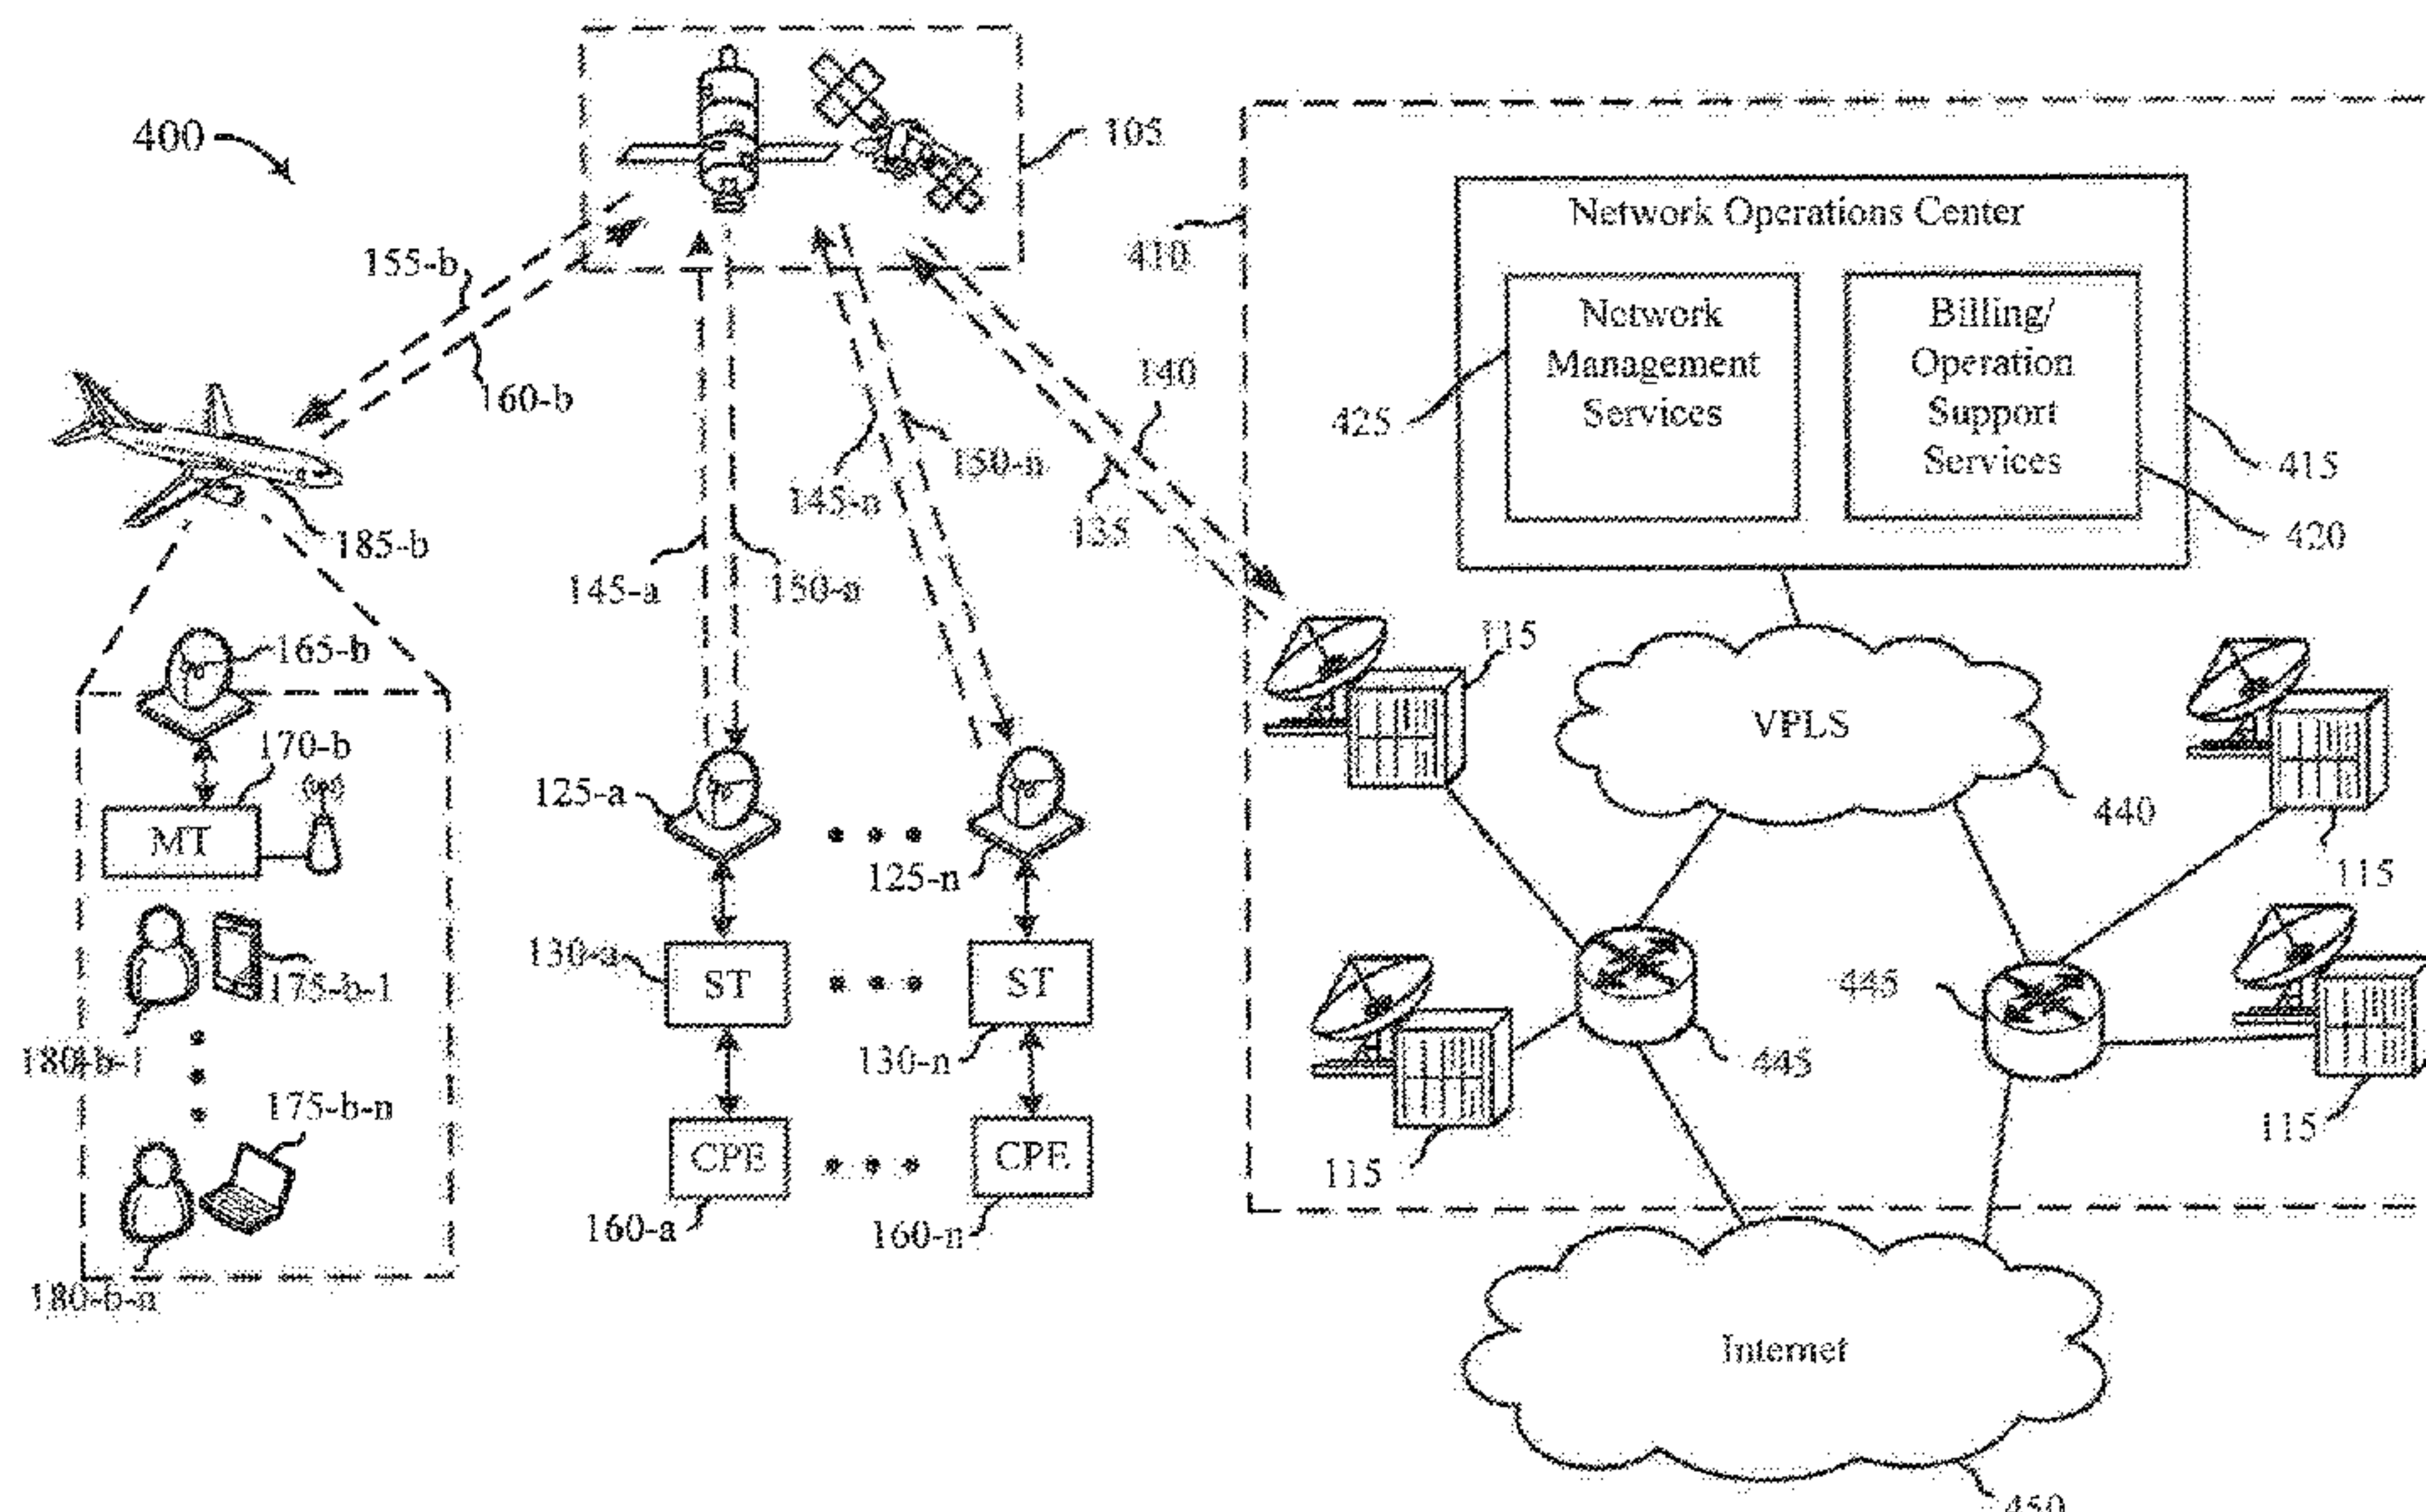 400
105
410
Network Operations Center
Network
Management
Services
Billing/
Operation
Support
Services
425
415
420
155-b
160-b
185-b
145-a
150-a
145-n
150-n
140
135
165-b
170-b
MT
175-b-1
180-b-1
175-b-n
180-b-n
125-a
125-n
130-a
ST
ST
130-n
CPE
CPE
160-a
160-n
115
VPLS
440
115
445
445
115
115
Internet
450